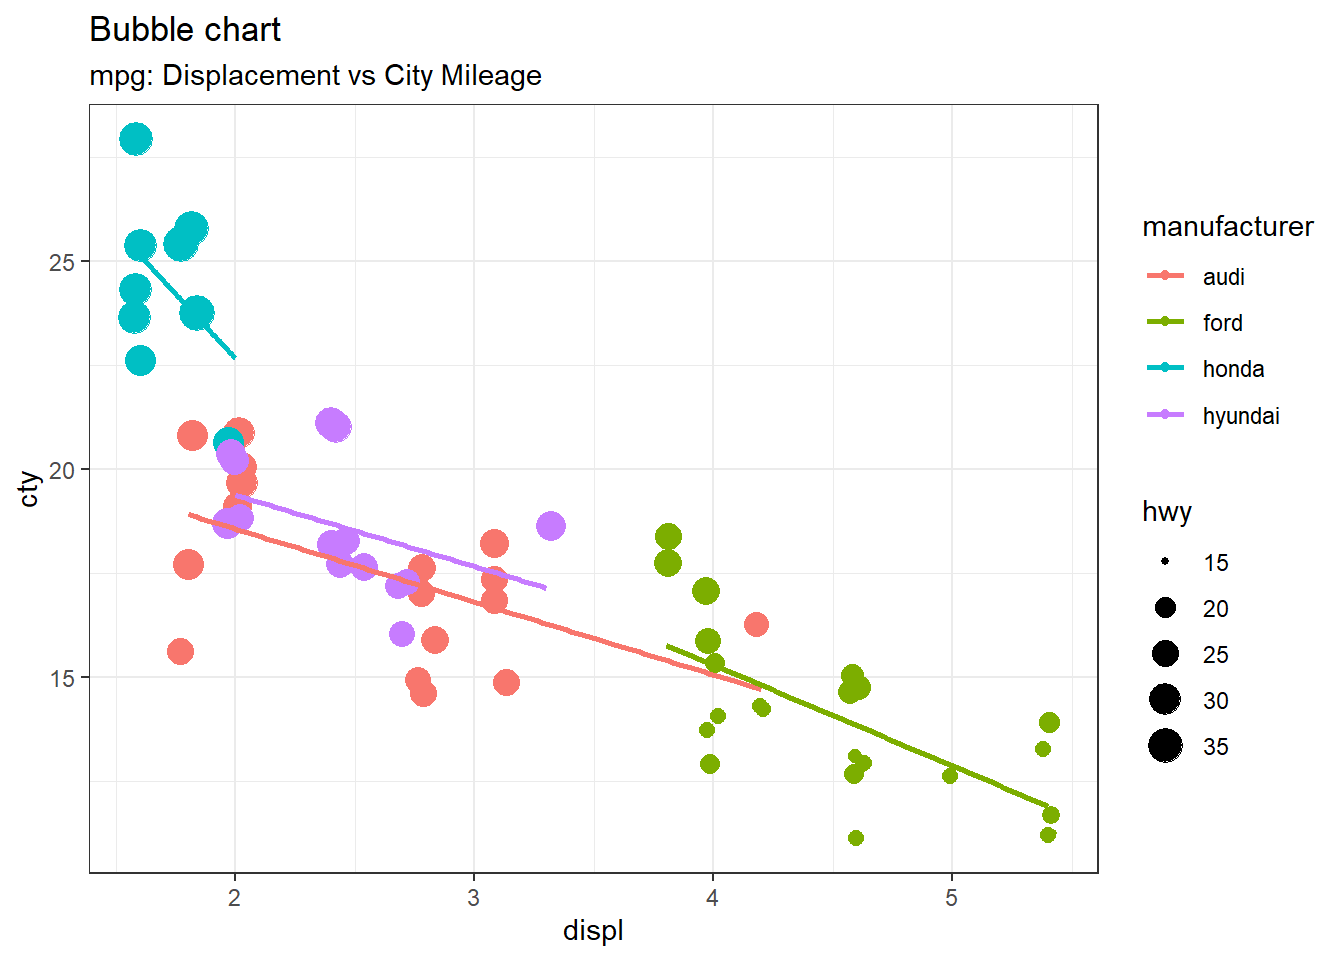 Bubble chart
mpg: Displacement vs City Mileage
25
20
15
cty
2
3
4
5
displ
manufacturer
audi
ford
honda
hyundai
hwy
15
20
25
30
35